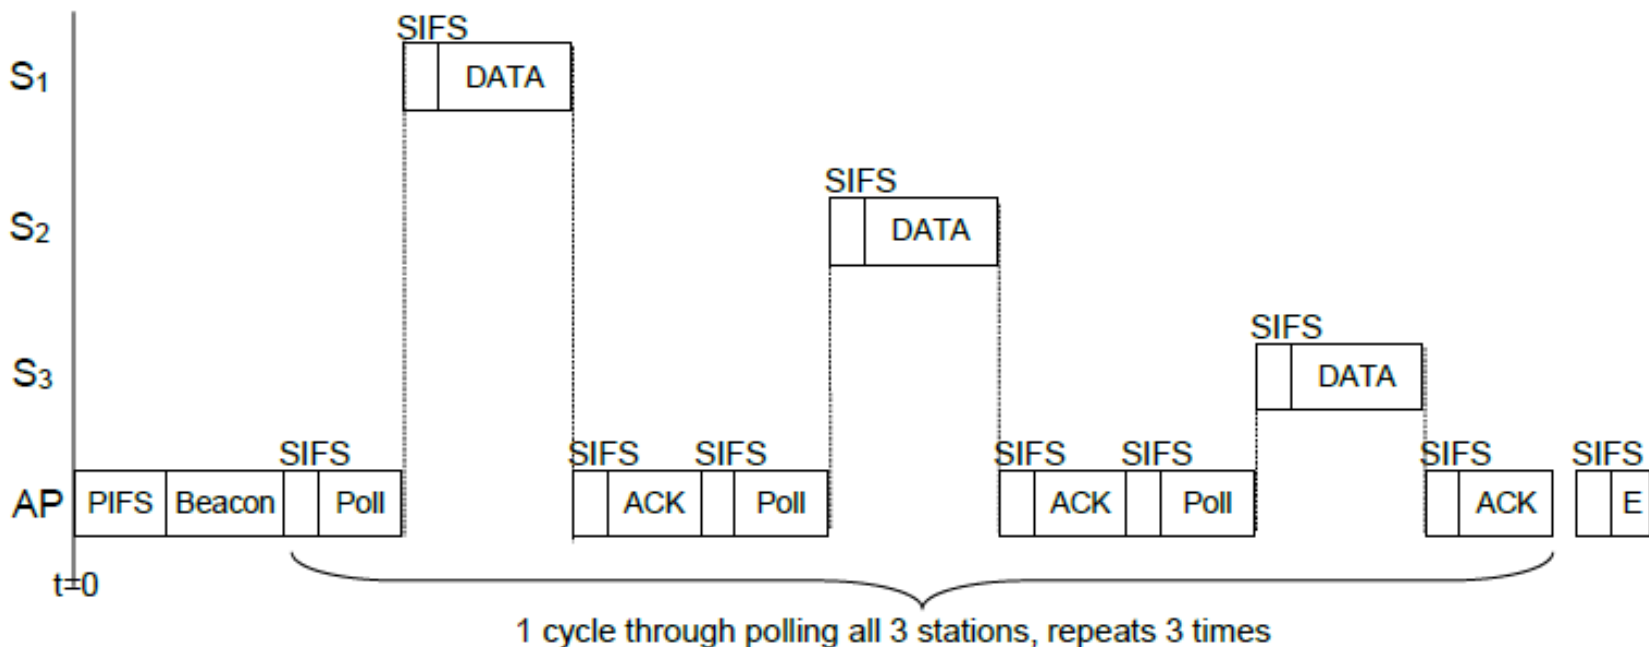 SIFS
S1
DATA
SIFS
S2
DATA
SIFS
S3
DATA
SIFS SIFS SIFS SIFS SIFS SIFS SIFS
AP PIFS Beacon Poll ACK Poll ACK Poll ACK E
t=0
1 cycle through polling all 3 stations, repeats 3 times